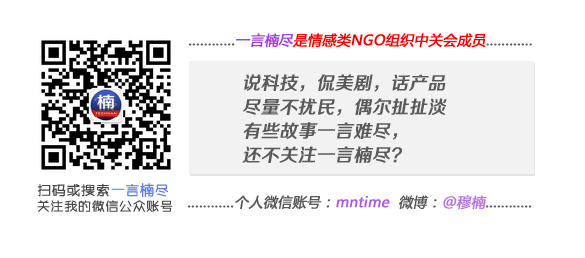 ............一言楠尽是情感类NGO组织中关会成员............
说科技，侃美剧，话产品
尽量不扰民，偶尔扯扯淡
有些故事一言难尽，
还不关注一言楠尽？
楠
扫码或搜索一言楠尽
关注我的微信公众账号
............个人微信账号：mntime 微博：@穆楠............